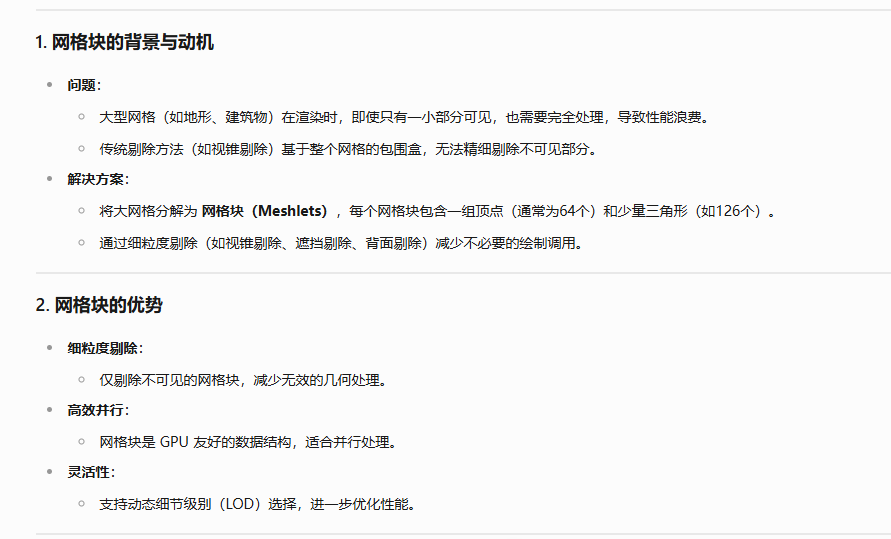 1. 网格块的背景与动机
问题：
大型网格（如地形、建筑物）在渲染时，即使只有一小部分可见，也需要完全处理，导致性能浪费。
传统剔除方法（如视锥剔除）基于整个网格的包围盒，无法精细剔除不可见部分。
解决方案：
将大网格分解为 网格块（Meshlets），每个网格块包含一组顶点（通常为64个）和少量三角形（如126个）。
通过细粒度剔除（如视锥剔除、遮挡剔除、背面剔除）减少不必要的绘制调用。
2. 网格块的优势
细粒度剔除：
仅剔除不可见的网格块，减少无效的几何处理。
高效并行：
网格块是 GPU 友好的数据结构，适合并行处理。
灵活性：
支持动态细节级别（LOD）选择，进一步优化性能。